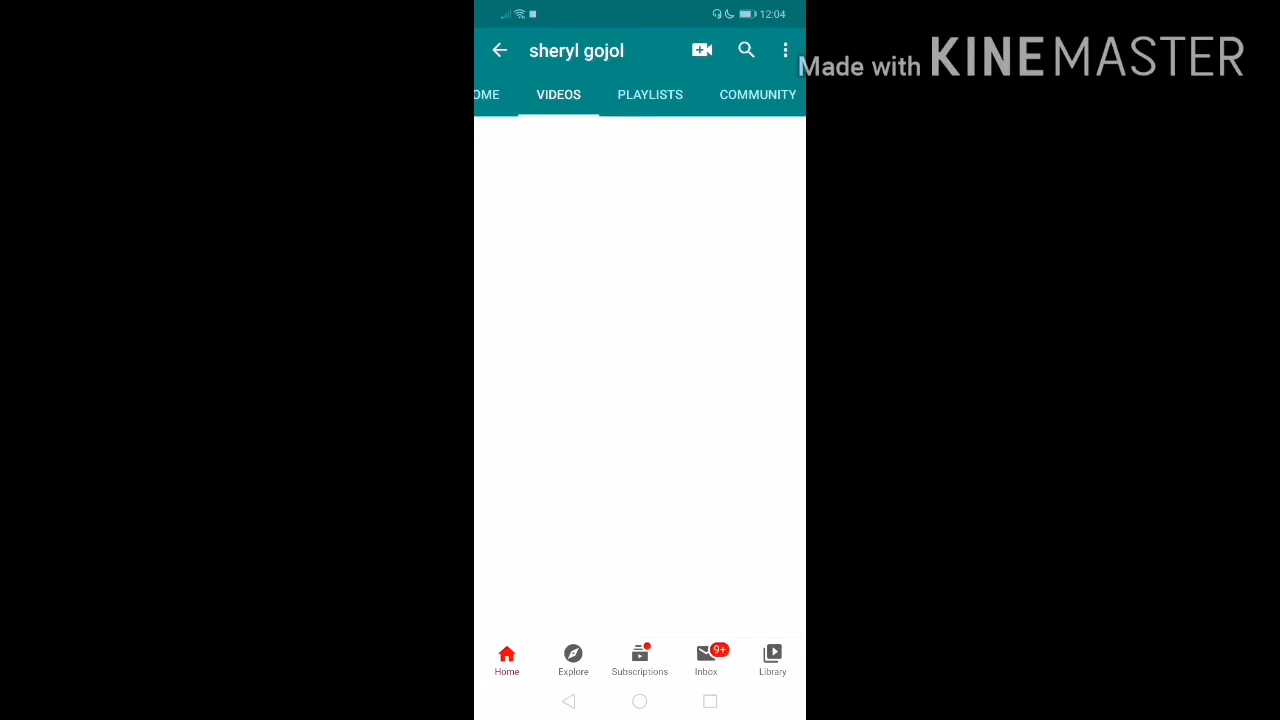 12:04
sheryl gojol
Made with KINEMASTER
OME VIDEOS PLAYLISTS COMMUNITY
9+
Home Explore Subscriptions Inbox Library